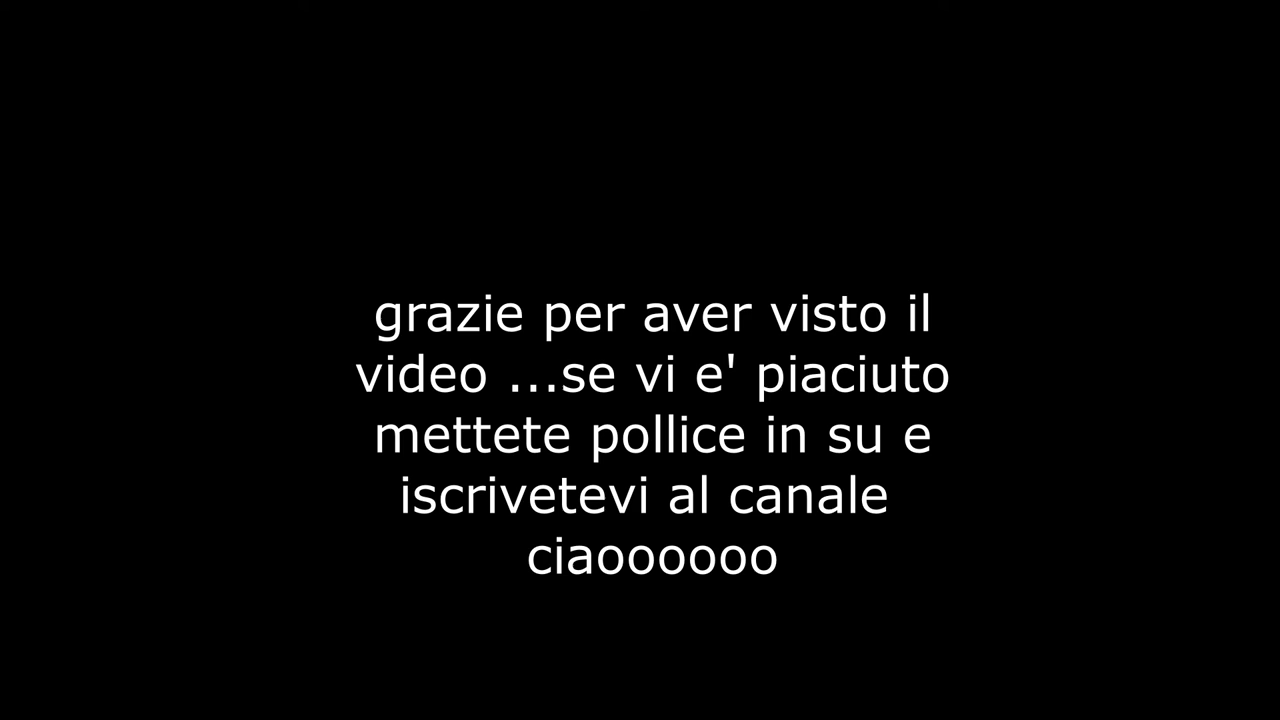 grazie per aver visto il
video ...se vi e' piaciuto
mettete pollice in su e
iscrivetevi al canale
ciaoooooo